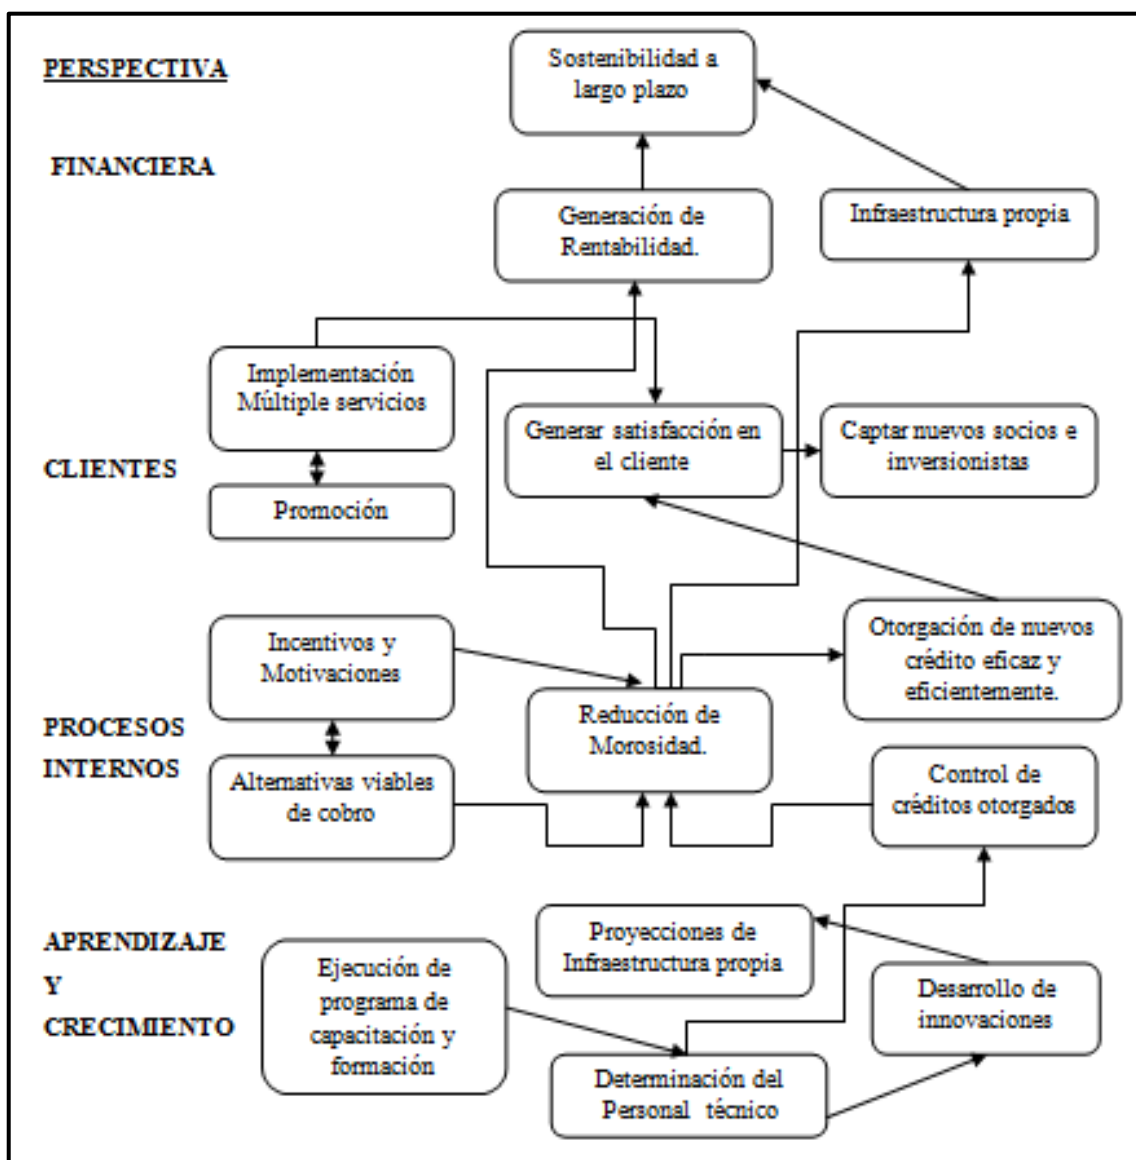 PERSPECTIVA
Sostenibilidad a
largo plazo
FINANCIERA
Generación de
Rentabilidad.
Infraestructura propia
Implementación
Múltiple servicios
Generar satisfacción en
el cliente
Captar nuevos socios e
inversionistas
CLIENTES
Promoción
Incentivos y
Motivaciones
Otorgación de nuevos
crédito eficaz y
eficientemente.
PROCESOS
INTERNOS
Reducción de
Morosidad.
Alternativas viables
de cobro
Control de
créditos otorgados
APRENDIZAJE
Y
CRECIMIENTO
Proyecciones de
Infraestructura propia
Ejecución de
programa de
capacitación y
formación
Desarrollo de
innovaciones
Determinación del
Personal técnico